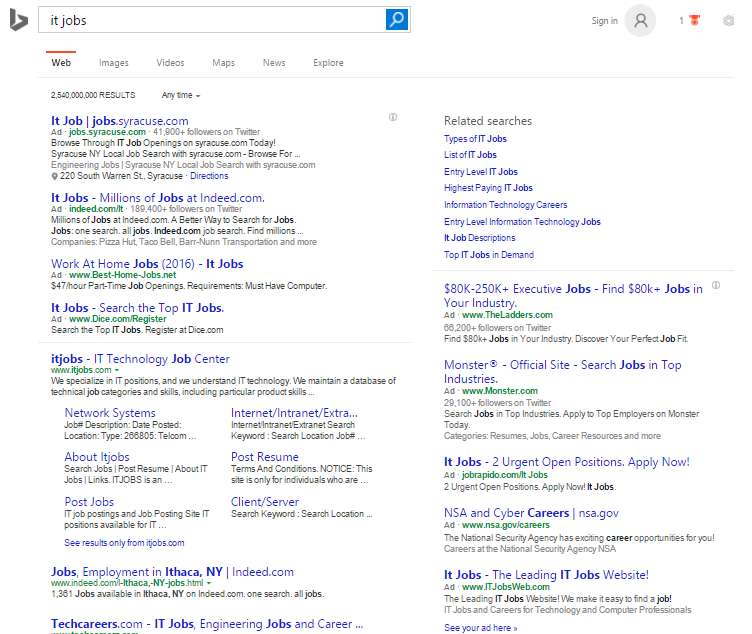 it jobs
Sign in
1
Web Images Videos Maps News Explore
2,540,000,000 RESULTS Any time
It Job | jobs.syracuse.com
Ad · jobs.syracuse.com · 41,900+ followers on Twitter
Browse Through IT Job Openings on syracuse.com Today!
Syracuse NY Local Job Search with syracuse.com - Browse For ...
Engineering Jobs | Syracuse NY Local Job Search with syracuse.com
220 South Warren St., Syracuse · Directions
It Jobs - Millions of Jobs at Indeed.com.
Ad · indeed.com/It · 189,400+ followers on Twitter
Millions of Jobs at Indeed.com. A Better Way to Search for Jobs.
Jobs: one search. all jobs. Indeed.com job search. Find millions ...
Companies: Pizza Hut, Taco Bell, Barr-Nunn Transportation and more
Work At Home Jobs (2016) - It Jobs
Ad · www.Best-Home-Jobs.net
$47/hour Part-Time Job Openings. Requirements: Must Have Computer.
It Jobs - Search the Top IT Jobs.
Ad · www.Dice.com/Register
Search the Top IT Jobs. Register at Dice.com
itjobs - IT Technology Job Center
www.itjobs.com
We specialize in IT positions, and we understand IT technology. We maintain a database of
technical job categories and skills, including particular product skills ...
Network Systems
Job# Description: Date Posted:
Location: Type: 266805: Telcom ...
Internet/Intranet/Extra...
Internet/Intranet/Extranet Search
Keyword : Search Location Job# ...
About Itjobs
Search Jobs | Post Resume | About IT
Jobs | Links. ITJOBS is an ...
Post Resume
Terms And Conditions. NOTICE: This
site is only for individuals who are ...
Post Jobs
IT job postings and Job Posting Site IT
positions available for IT ...
Client/Server
Search Keyword : Search Location ...
See results only from itjobs.com
Jobs, Employment in Ithaca, NY | Indeed.com
www.indeed.com/l-Ithaca,-NY-jobs.html
1,361 Jobs available in Ithaca, NY on Indeed.com. one search. all jobs.
Techcareers.com - IT Jobs, Engineering Jobs and Career ...
www.techcareers.com
Related searches
Types of IT Jobs
List of IT Jobs
Entry Level IT Jobs
Highest Paying IT Jobs
Information Technology Careers
Entry Level Information Technology Jobs
It Job Descriptions
Top IT Jobs in Demand
$80K-250K+ Executive Jobs - Find $80k+ Jobs in
Your Industry.
Ad · www.TheLadders.com
66,200+ followers on Twitter
Find $80k+ Jobs in Your Industry. Discover Your Perfect Job Fit.
Monster® - Official Site - Search Jobs in Top
Industries.
Ad · www.Monster.com
29,100+ followers on Twitter
Search Jobs in Top Industries. Apply to Top Employers on Monster
Today.
Categories: Resumes, Jobs, Career Resources and more
It Jobs - 2 Urgent Open Positions. Apply Now!
Ad · jobrapido.com/It Jobs
2 Urgent Open Positions. Apply Now! It Jobs.
NSA and Cyber Careers | nsa.gov
Ad · www.nsa.gov/careers
The National Security Agency has exciting career opportunities for you!
Careers at the National Security Agency NSA
It Jobs - The Leading IT Jobs Website!
Ad · www.ITJobsWeb.com
The Leading IT Jobs Website! We make it easy to find a job!
IT Jobs and Careers for Technology and Computer Professionals
See your ad here »